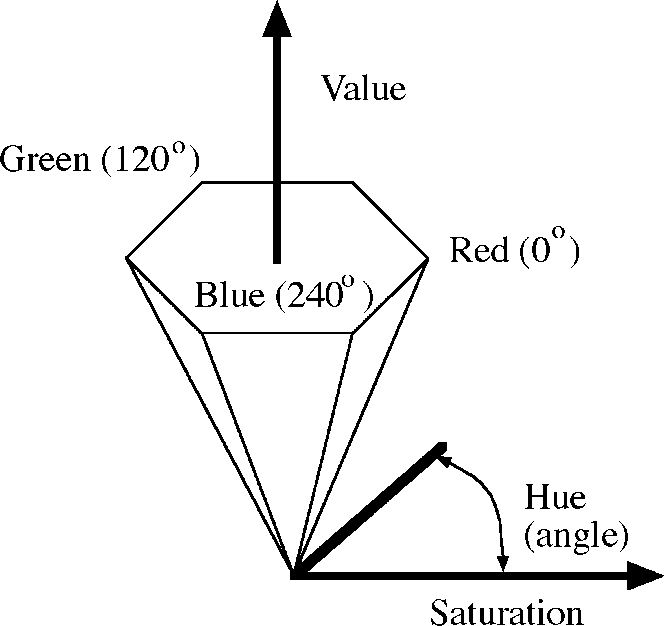 Value
Green (120°)
Red (0°)
Blue (240°)
Hue
(angle)
Saturation